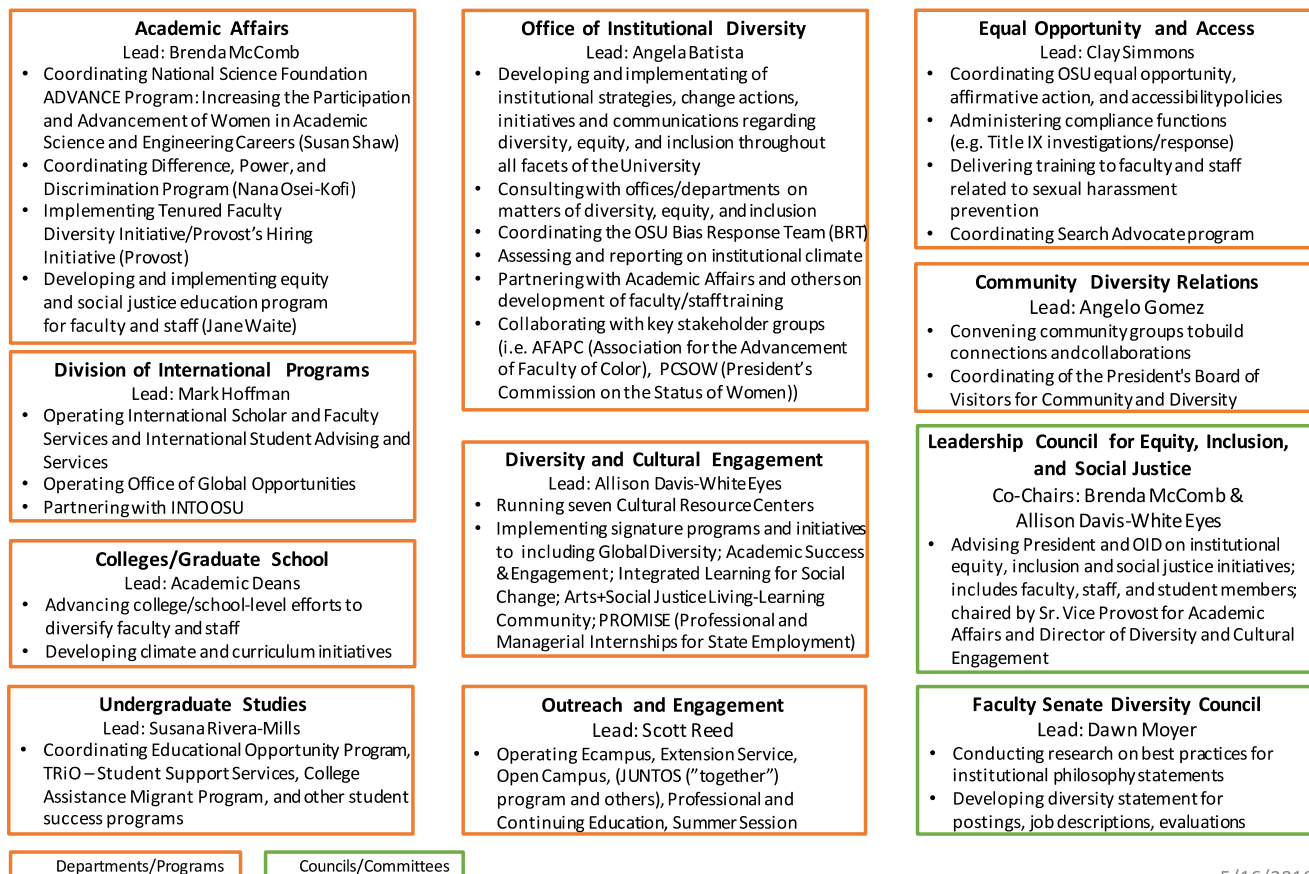 Academic Affairs
Lead: Brenda McComb
• Coordinating National Science Foundation
ADVANCE Program: Increasing the Participation
and Advancement of Women in Academic
Science and Engineering Careers (Susan Shaw)
• Coordinating Difference, Power, and
Discrimination Program (Nana Osei-Kofi)
• Implementing Tenured Faculty
Diversity Initiative/Provost’s Hiring
Initiative (Provost)
• Developing and implementing equity
and social justice education program
for faculty and staff (Jane Waite)
Division of International Programs
Lead: Mark Hoffman
• Operating International Scholar and Faculty
Services and International Student Advising and
Services
• Operating Office of Global Opportunities
• Partnering with INTO OSU
Colleges/Graduate School
Lead: Academic Deans
• Advancing college/school-level efforts to
diversify faculty and staff
• Developing climate and curriculum initiatives
Undergraduate Studies
Lead: Susana Rivera-Mills
• Coordinating Educational Opportunity Program,
TRiO – Student Support Services, College
Assistance Migrant Program, and other student
success programs
Office of Institutional Diversity
Lead: Angela Batista
• Developing and implementating of
institutional strategies, change actions,
initiatives and communications regarding
diversity, equity, and inclusion throughout
all facets of the University
• Consulting with offices/departments on
matters of diversity, equity, and inclusion
• Coordinating the OSU Bias Response Team (BRT)
• Assessing and reporting on institutional climate
• Partnering with Academic Affairs and others on
development of faculty/staff training
• Collaborating with key stakeholder groups
(i.e. AFAPC (Association for the Advancement
of Faculty of Color), PCSOW (President’s
Commission on the Status of Women))
Diversity and Cultural Engagement
Lead: Allison Davis-White Eyes
• Running seven Cultural Resource Centers
• Implementing signature programs and initiatives
to including Global Diversity; Academic Success
& Engagement; Integrated Learning for Social
Change; Arts+Social Justice Living-Learning
Community; PROMISE (Professional and
Managerial Internships for State Employment)
Outreach and Engagement
Lead: Scott Reed
• Operating Ecampus, Extension Service,
Open Campus, (JUNTOS (”together”)
program and others), Professional and
Continuing Education, Summer Session
Equal Opportunity and Access
Lead: Clay Simmons
• Coordinating OSU equal opportunity,
affirmative action, and accessibility policies
• Administering compliance functions
(e.g. Title IX investigations/response)
• Delivering training to faculty and staff
related to sexual harassment
prevention
• Coordinating Search Advocate program
Community Diversity Relations
Lead: Angelo Gomez
• Convening community groups to build
connections and collaborations
• Coordinating of the President's Board of
Visitors for Community and Diversity
Leadership Council for Equity, Inclusion,
and Social Justice
Co-Chairs: Brenda McComb &
Allison Davis-White Eyes
• Advising President and OID on institutional
equity, inclusion and social justice initiatives;
includes faculty, staff, and student members;
chaired by Sr. Vice Provost for Academic
Affairs and Director of Diversity and Cultural
Engagement
Faculty Senate Diversity Council
Lead: Dawn Moyer
• Conducting research on best practices for
institutional philosophy statements
• Developing diversity statement for
postings, job descriptions, evaluations
Departments/Programs
Councils/Committees